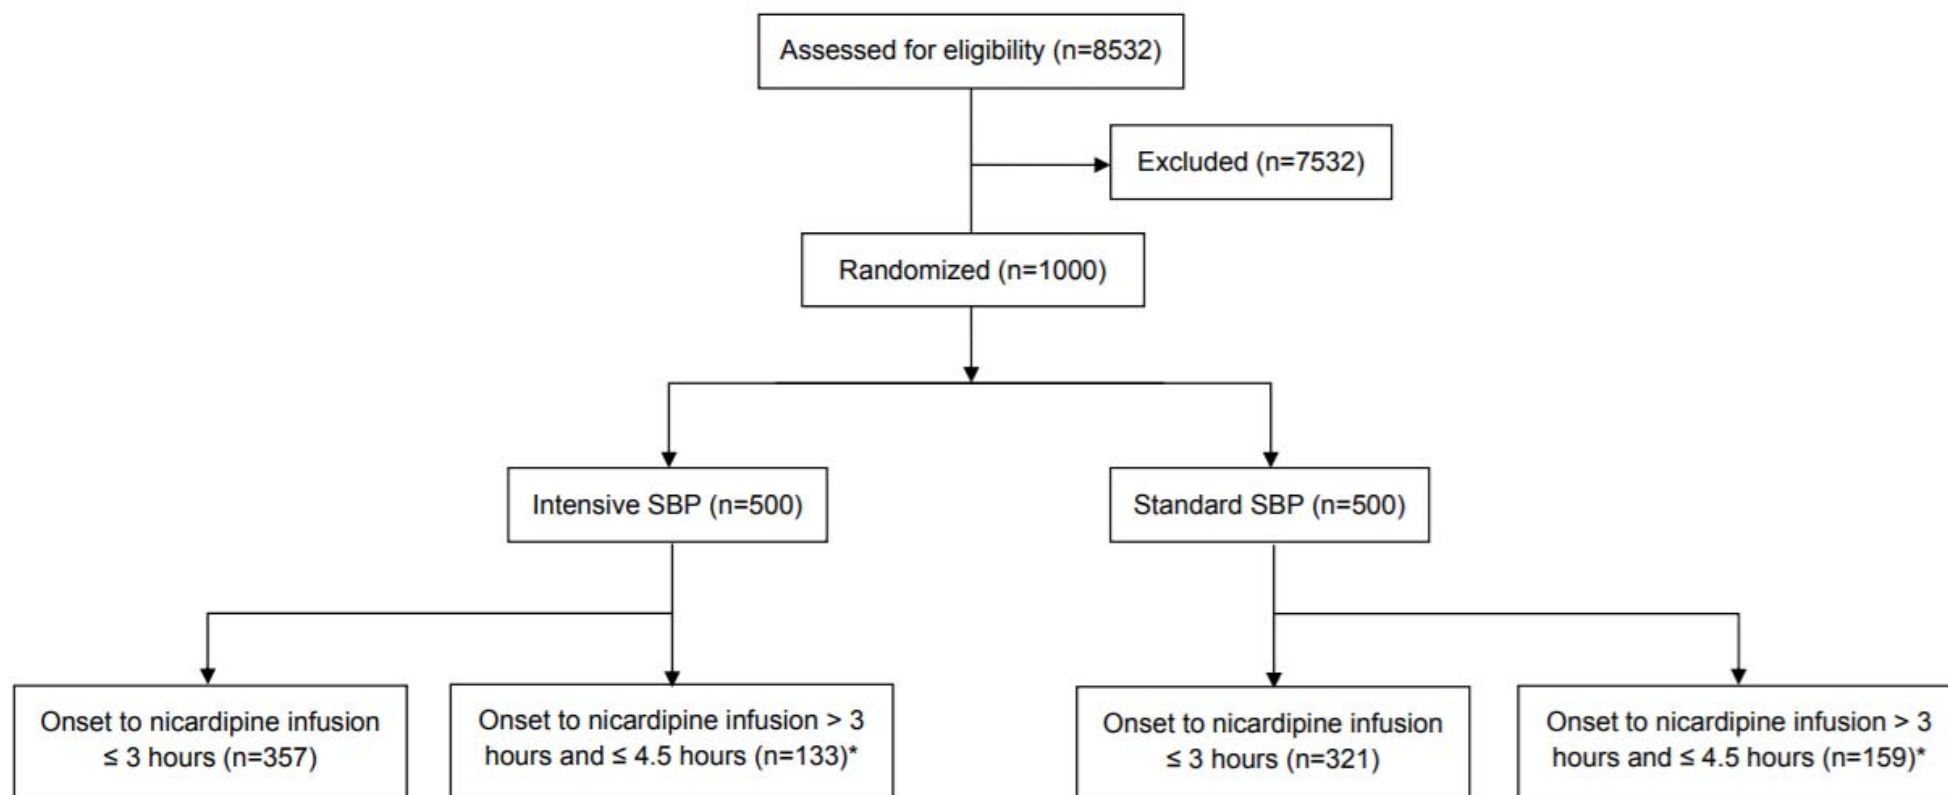 Assessed for eligibility (n=8532)
Excluded (n=7532)
Randomized (n=1000)
Intensive SBP (n=500)
Standard SBP (n=500)
Onset to nicardipine infusion
≤ 3 hours (n=357)
Onset to nicardipine infusion > 3
hours and ≤ 4.5 hours (n=133)*
Onset to nicardipine infusion
≤ 3 hours (n=321)
Onset to nicardipine infusion > 3
hours and ≤ 4.5 hours (n=159)*